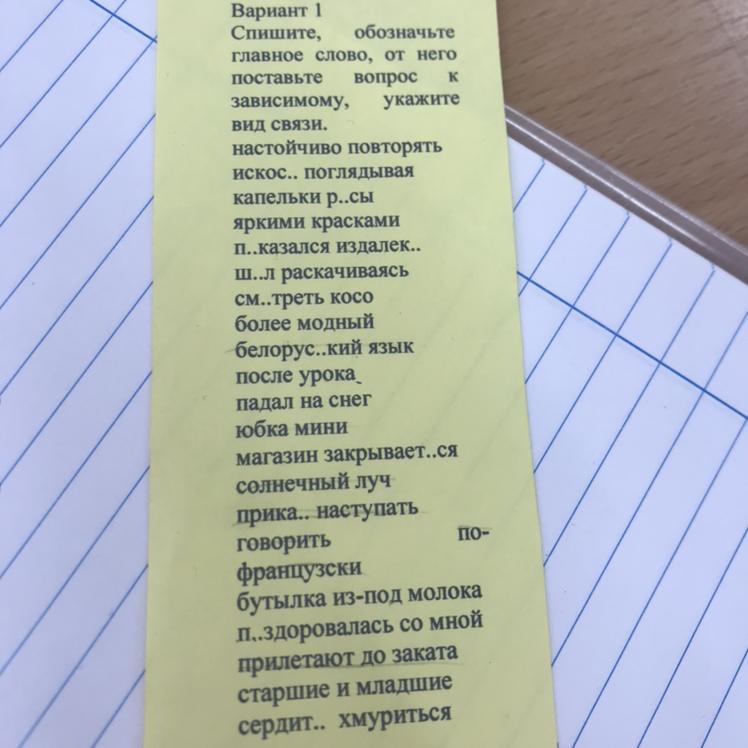 Вариант 1
Спишите, обозначьте
главное слово, от него
поставьте вопрос к
зависимому, укажите
вид связи.
настойчиво повторять
искос.. поглядывая
капельки р..сы
яркими красками
п..казался издалек..
ш..л раскачиваясь
см..треть косо
более модный
белорус..кий язык
после урока
падал на снег
юбка мини
магазин закрывает..ся
солнечный луч
прика.. наступать
говорить по-
французски
бутылка из-под молока
п..здоровалась со мной
прилетают до заката
старшие и младшие
сердит.. хмуриться